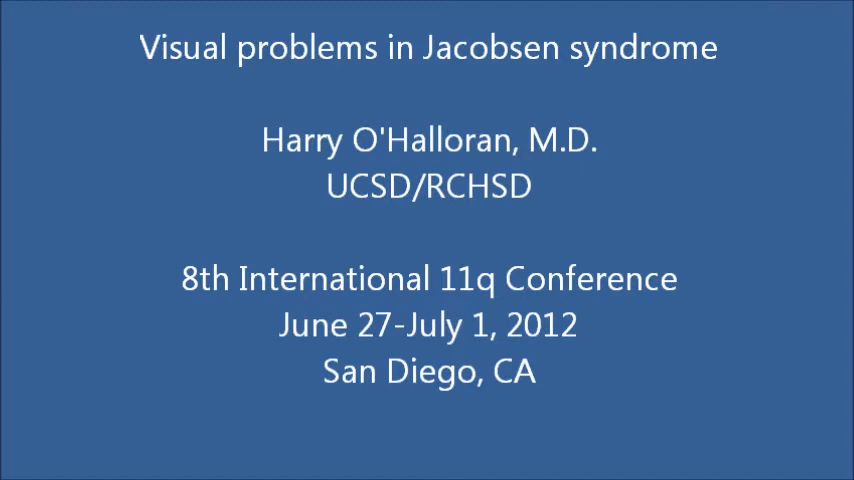 Visual problems in Jacobsen syndrome
Harry O'Halloran, M.D.
UCSD/RCHSD
8th International 11q Conference
June 27-July 1, 2012
San Diego, CA